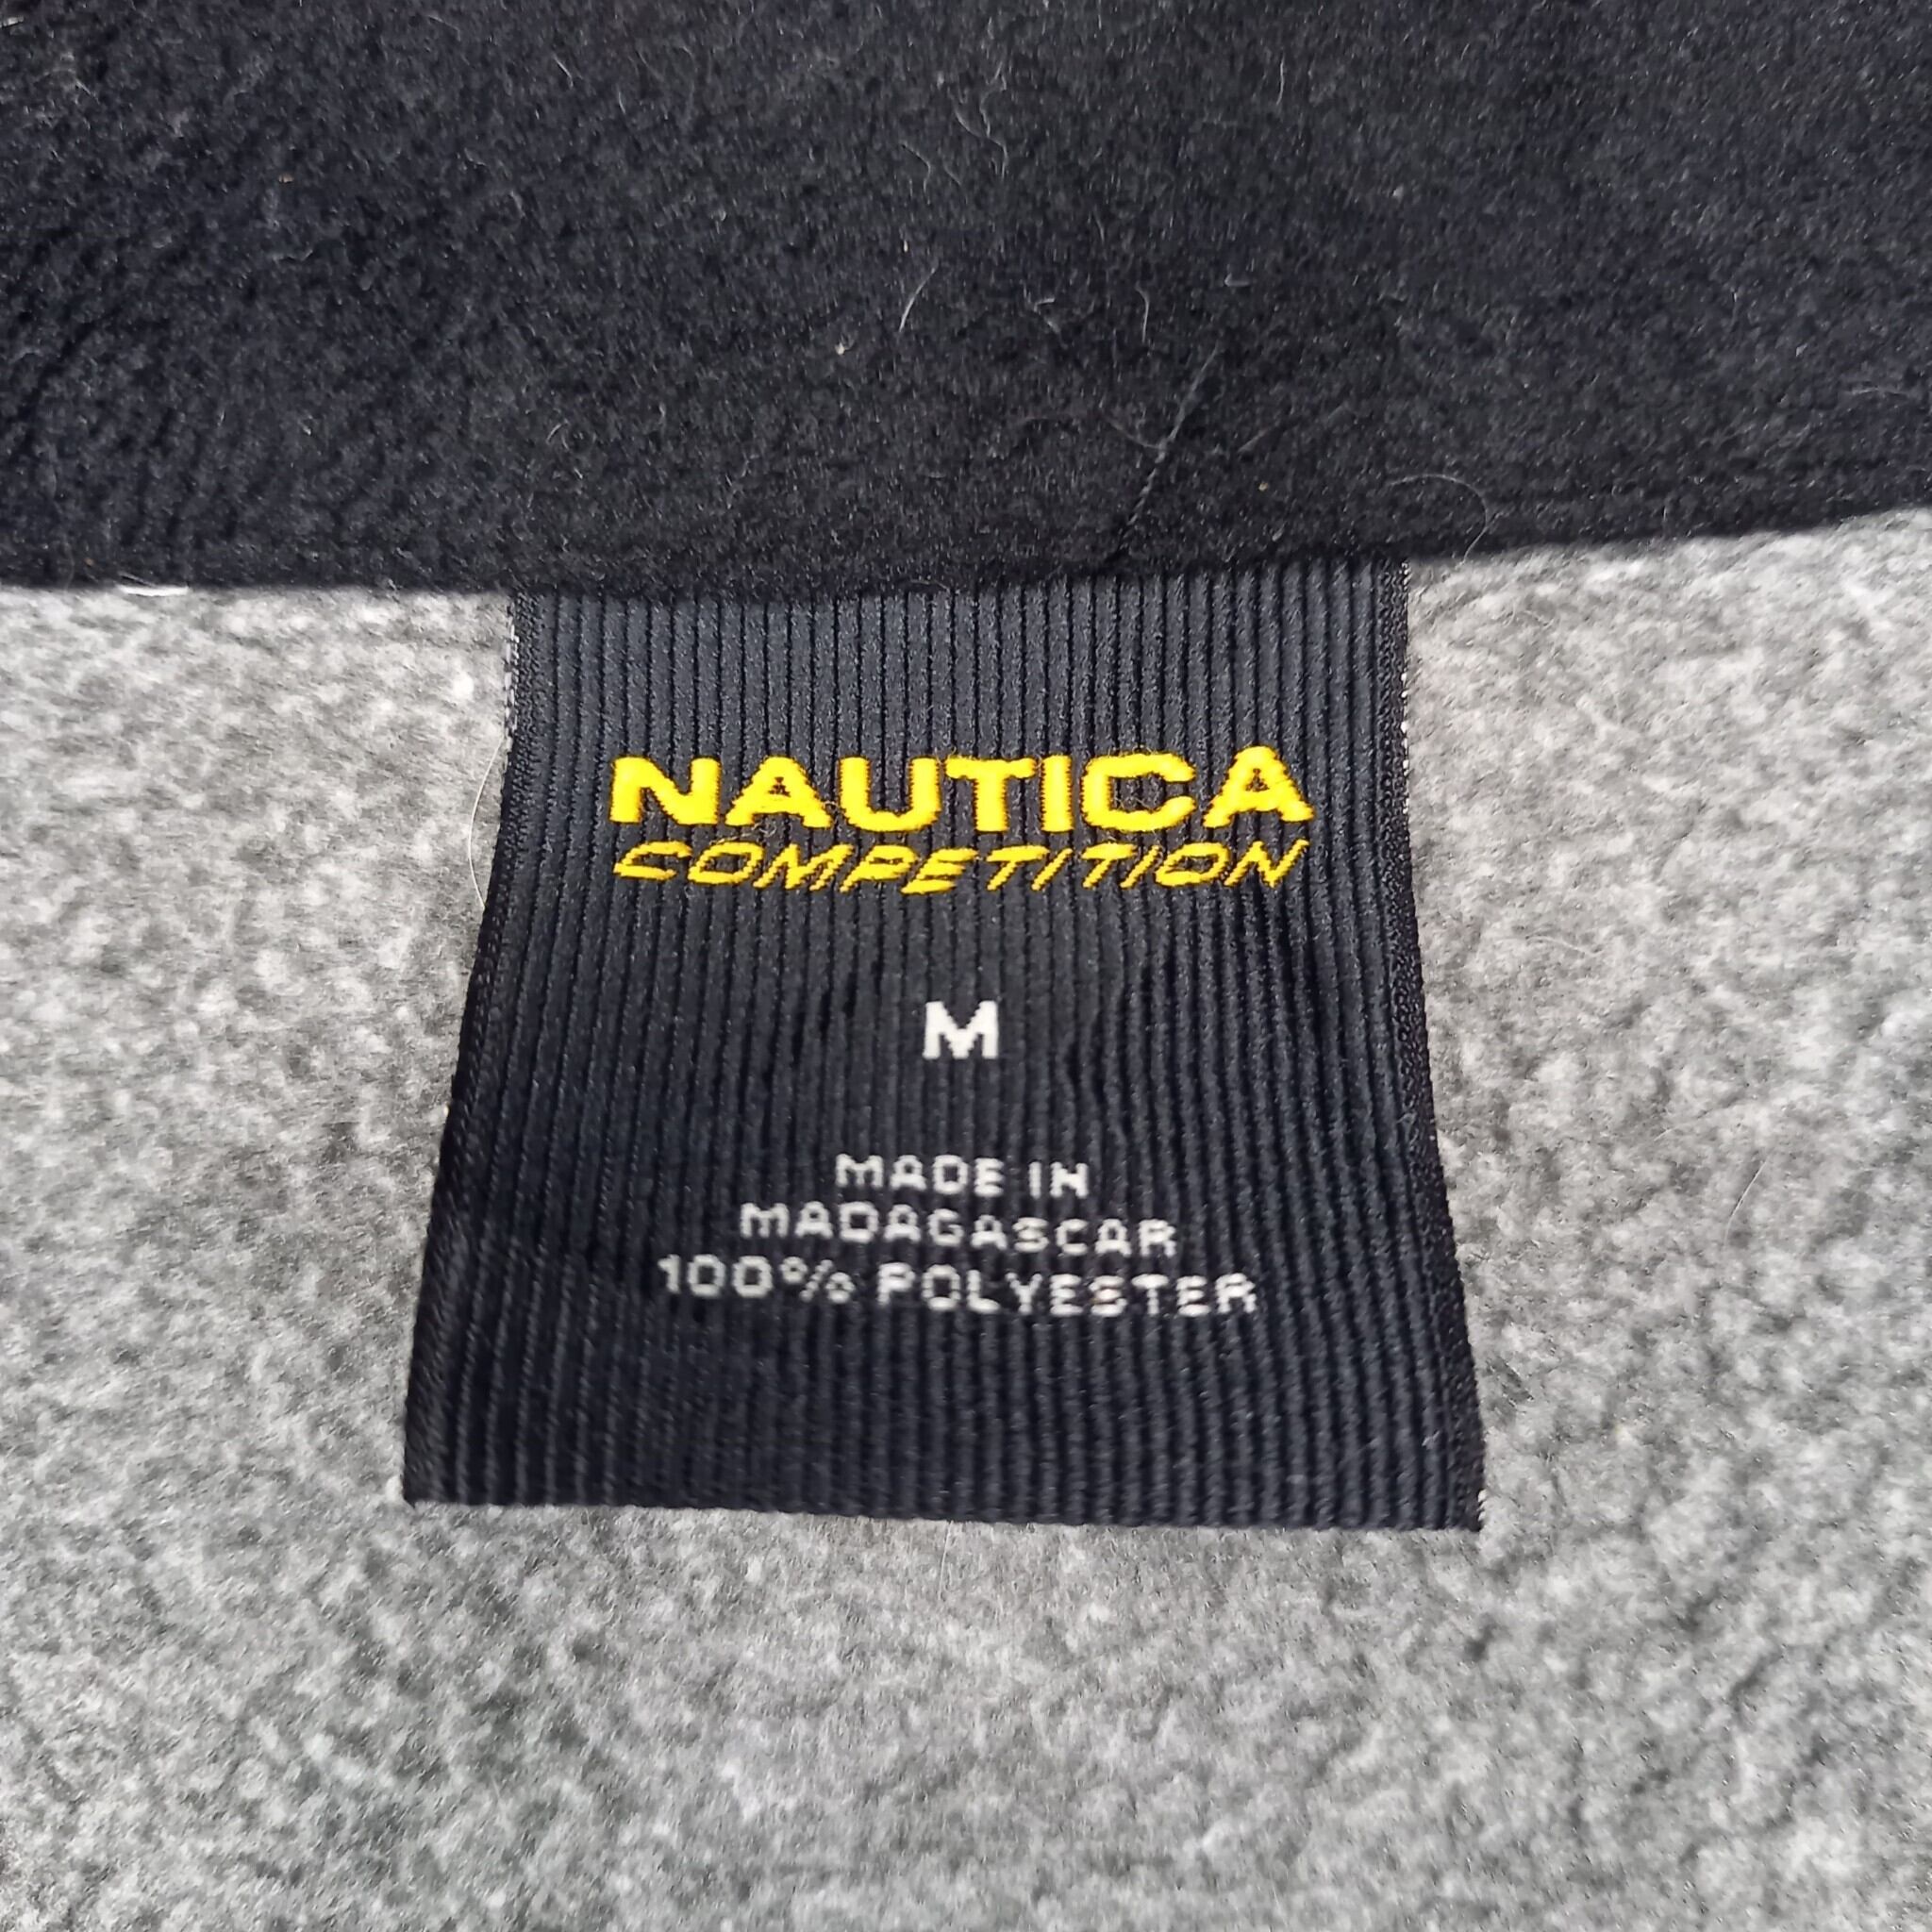 NAUTICA
COMPETITION
M
MADE IN
MADAGASCAR
100% POLYESTER